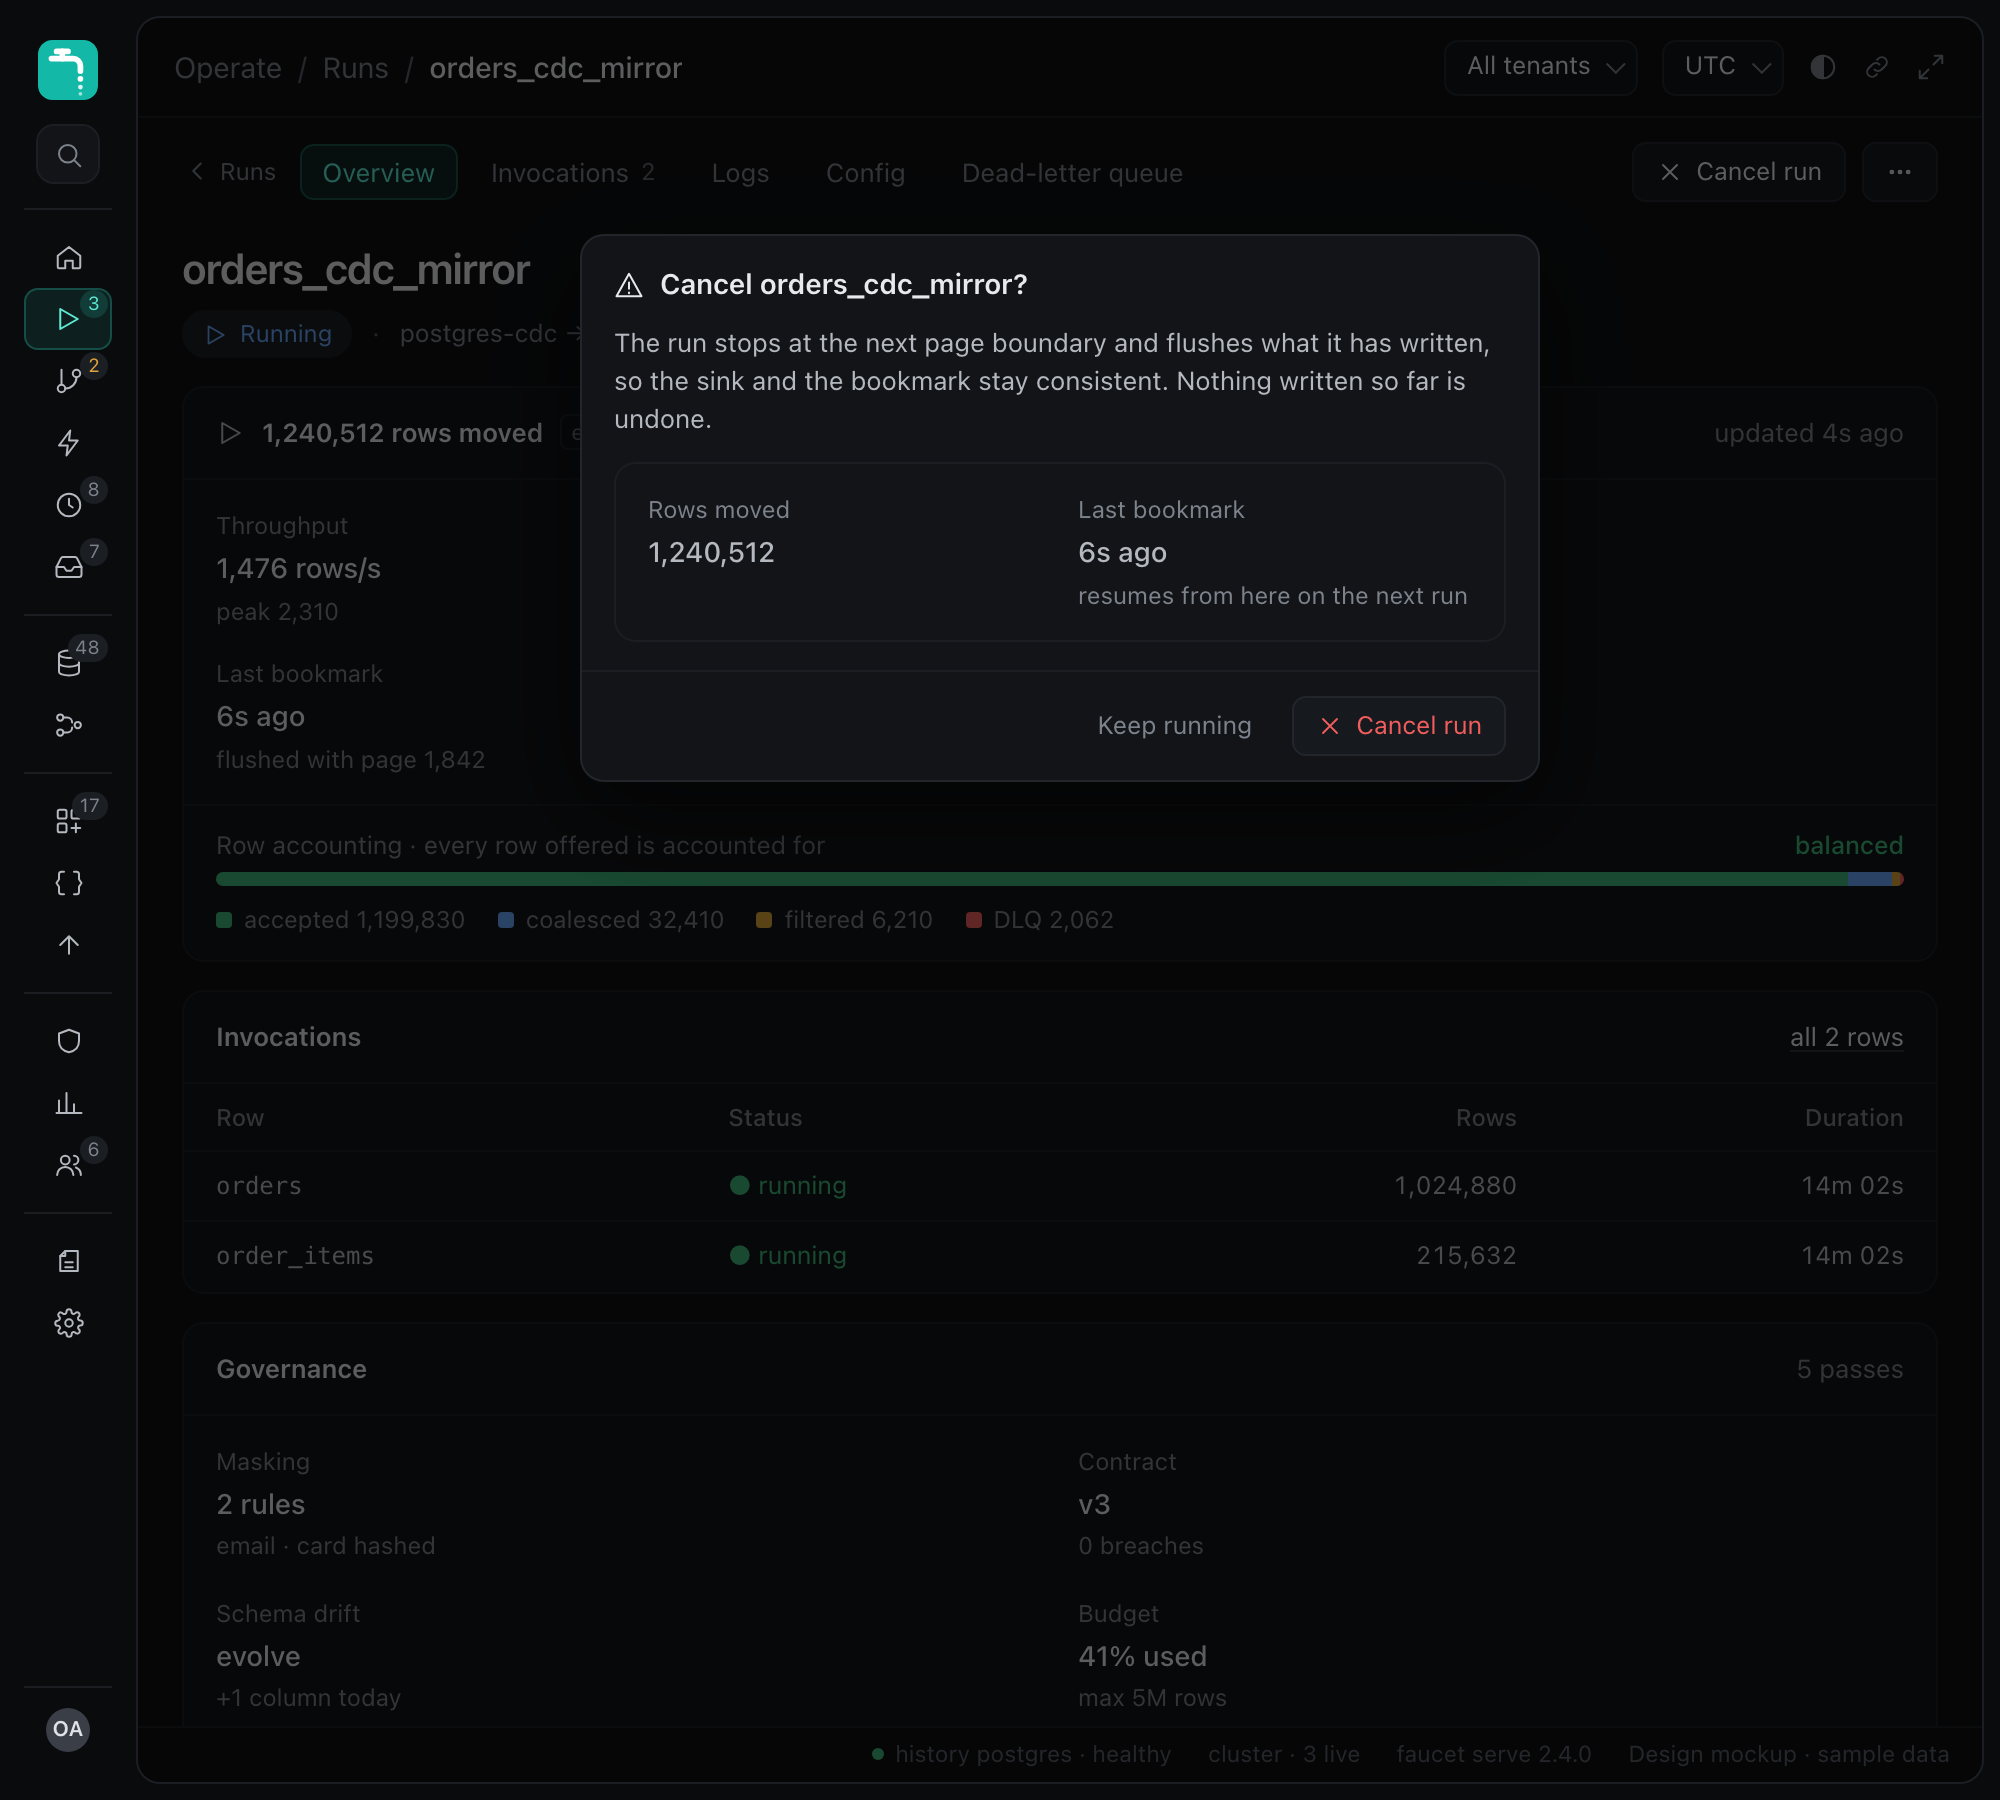 Operate / Runs / orders_cdc_mirror
All tenants
UTC
Runs
Overview
Invocations 2
Logs
Config
Dead-letter queue
Cancel run
3
2
8
7
48
17
6
OA
orders_cdc_mirror
Running · postgres-cdc →
1,240,512 rows moved
updated 4s ago
Throughput
1,476 rows/s
peak 2,310
Last bookmark
6s ago
flushed with page 1,842
Cancel orders_cdc_mirror?
The run stops at the next page boundary and flushes what it has written,
so the sink and the bookmark stay consistent. Nothing written so far is
undone.
Rows moved
1,240,512
Last bookmark
6s ago
resumes from here on the next run
Keep running
Cancel run
Row accounting · every row offered is accounted for
balanced
accepted 1,199,830 coalesced 32,410 filtered 6,210 DLQ 2,062
Invocations
all 2 rows
Row Status Rows Duration
orders running 1,024,880 14m 02s
order_items running 215,632 14m 02s
Governance
5 passes
Masking
2 rules
email · card hashed
Contract
v3
0 breaches
Schema drift
evolve
+1 column today
Budget
41% used
max 5M rows
history postgres · healthy cluster · 3 live faucet serve 2.4.0 Design mockup · sample data